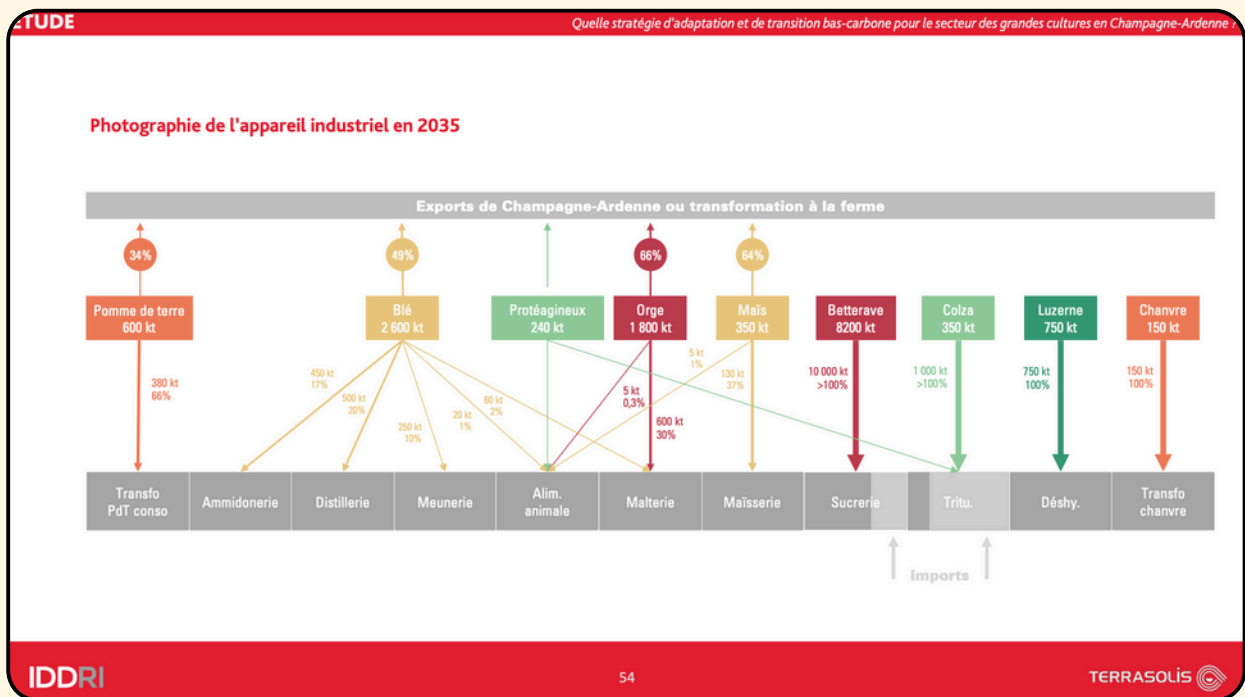 ETUDE
Quelle stratégie d'adaptation et de transition bas-carbone pour le secteur des grandes cultures en Champagne-Ardenne ?
Photographie de l'appareil industriel en 2035
Exports de Champagne-Ardenne ou transformation à la ferme
34%
49%
66%
64%
Pomme de terre
600 kt
Blé
2 600 kt
Protéagineux
240 kt
Orge
1 800 kt
Maïs
350 kt
Betterave
8200 kt
Colza
350 kt
Luzerne
750 kt
Chanvre
150 kt
380 kt
66%
450 kt
17%
500 kt
20%
250 kt
10%
20 kt
1%
60 kt
2%
5 kt
0,3%
600 kt
30%
5 kt
1%
130 kt
37%
10 000 kt
>100%
1 000 kt
>100%
750 kt
100%
150 kt
100%
Transfo
PdT conso
Ammidonerie
Distillerie
Meunerie
Alim.
animale
Malterie
Maïsserie
Sucrerie
Tritu.
Déshy.
Transfo
chanvre
Imports
IDDRI
54
TERRASOLIS